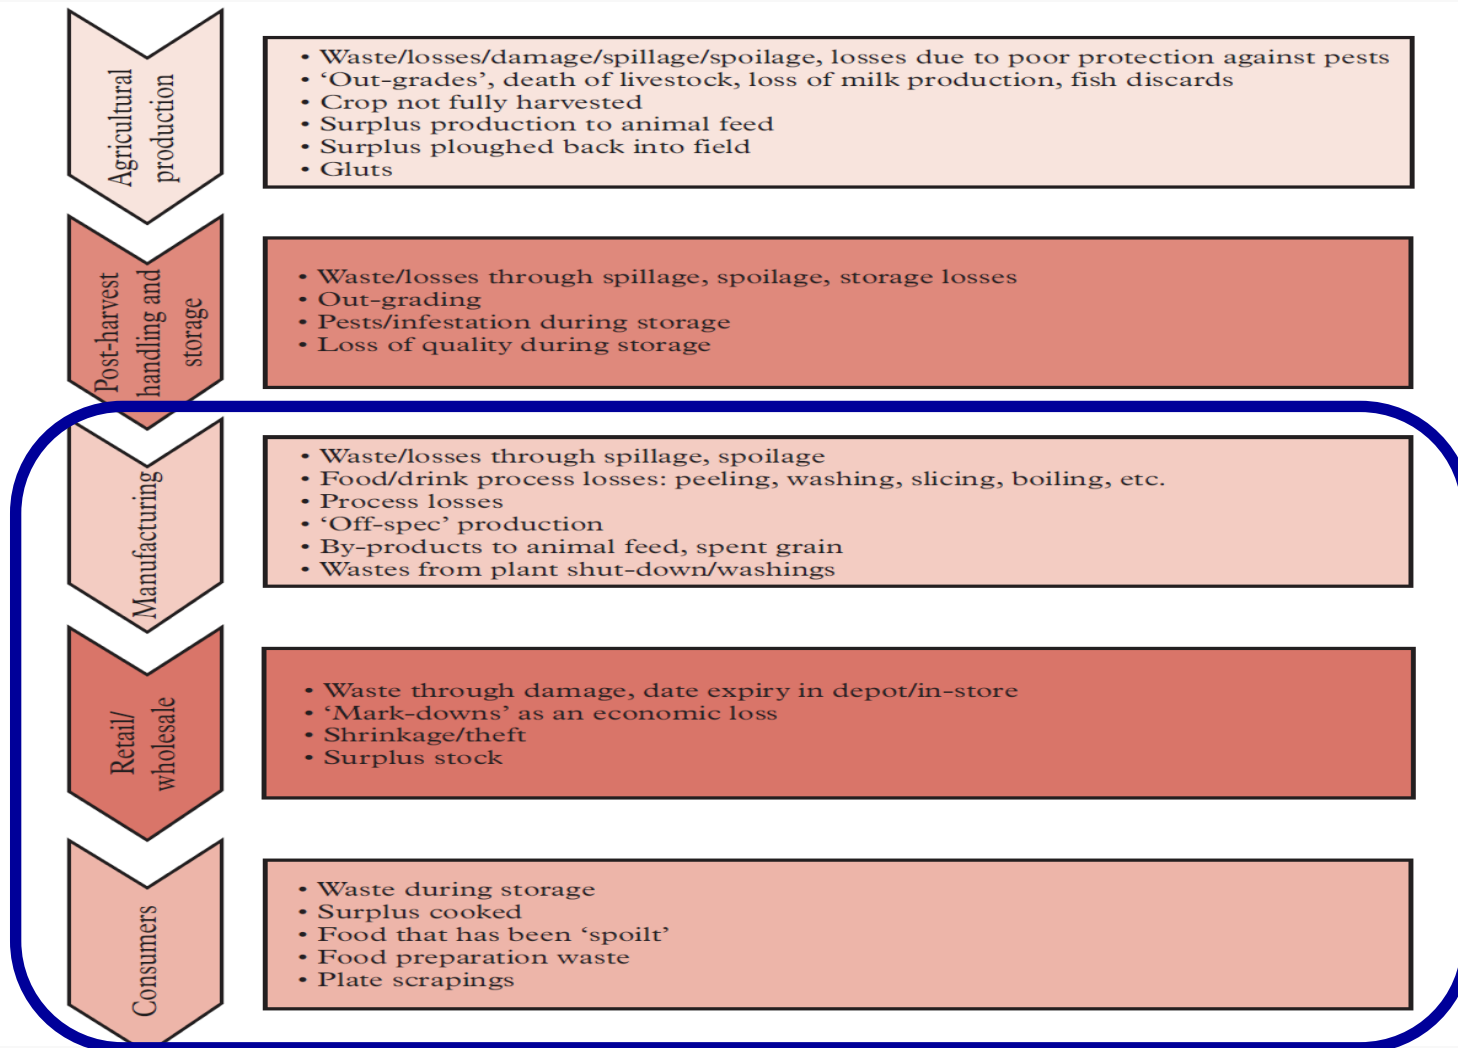 Agricultural
production
• Waste/losses/damage/spillage/spoilage, losses due to poor protection against pests
• ‘Out-grades’, death of livestock, loss of milk production, fish discards
• Crop not fully harvested
• Surplus production to animal feed
• Surplus ploughed back into field
• Gluts
Post-harvest
handling and
storage
• Waste/losses through spillage, spoilage, storage losses
• Out-grading
• Pests/infestation during storage
• Loss of quality during storage
Manufacturing
• Waste/losses through spillage, spoilage
• Food/drink process losses: peeling, washing, slicing, boiling, etc.
• Process losses
• ‘Off-spec’ production
• By-products to animal feed, spent grain
• Wastes from plant shut-down/washings
Retail/
wholesale
• Waste through damage, date expiry in depot/in-store
• ‘Mark-downs’ as an economic loss
• Shrinkage/theft
• Surplus stock
Consumers
• Waste during storage
• Surplus cooked
• Food that has been ‘spoilt’
• Food preparation waste
• Plate scrapings